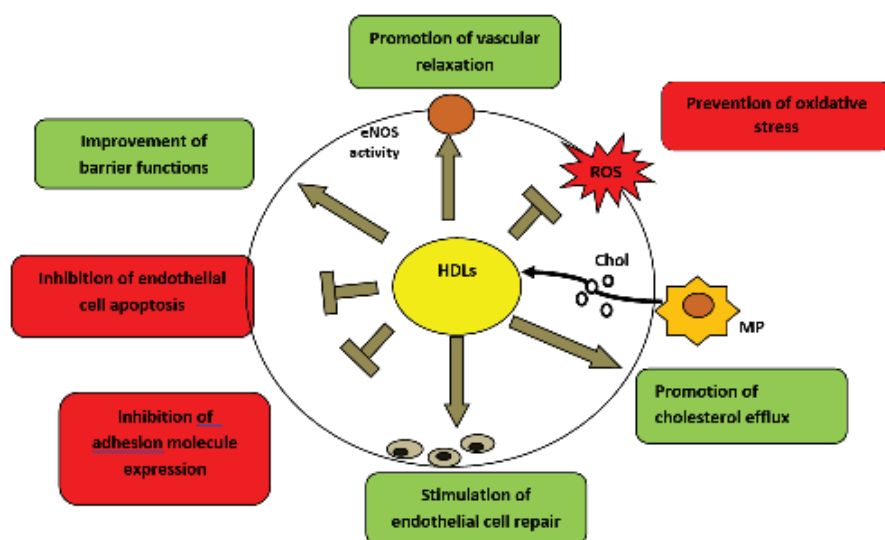 Promotion of vascular
relaxation
Prevention of oxidative
stress
eNOS
activity
Improvement of
barrier functions
ROS
HDLs
Chol
Inhibition of endothelial
cell apoptosis
MP
Promotion of
cholesterol efflux
Inhibition of
adhesion molecule
expression
Stimulation of
endothelial cell repair